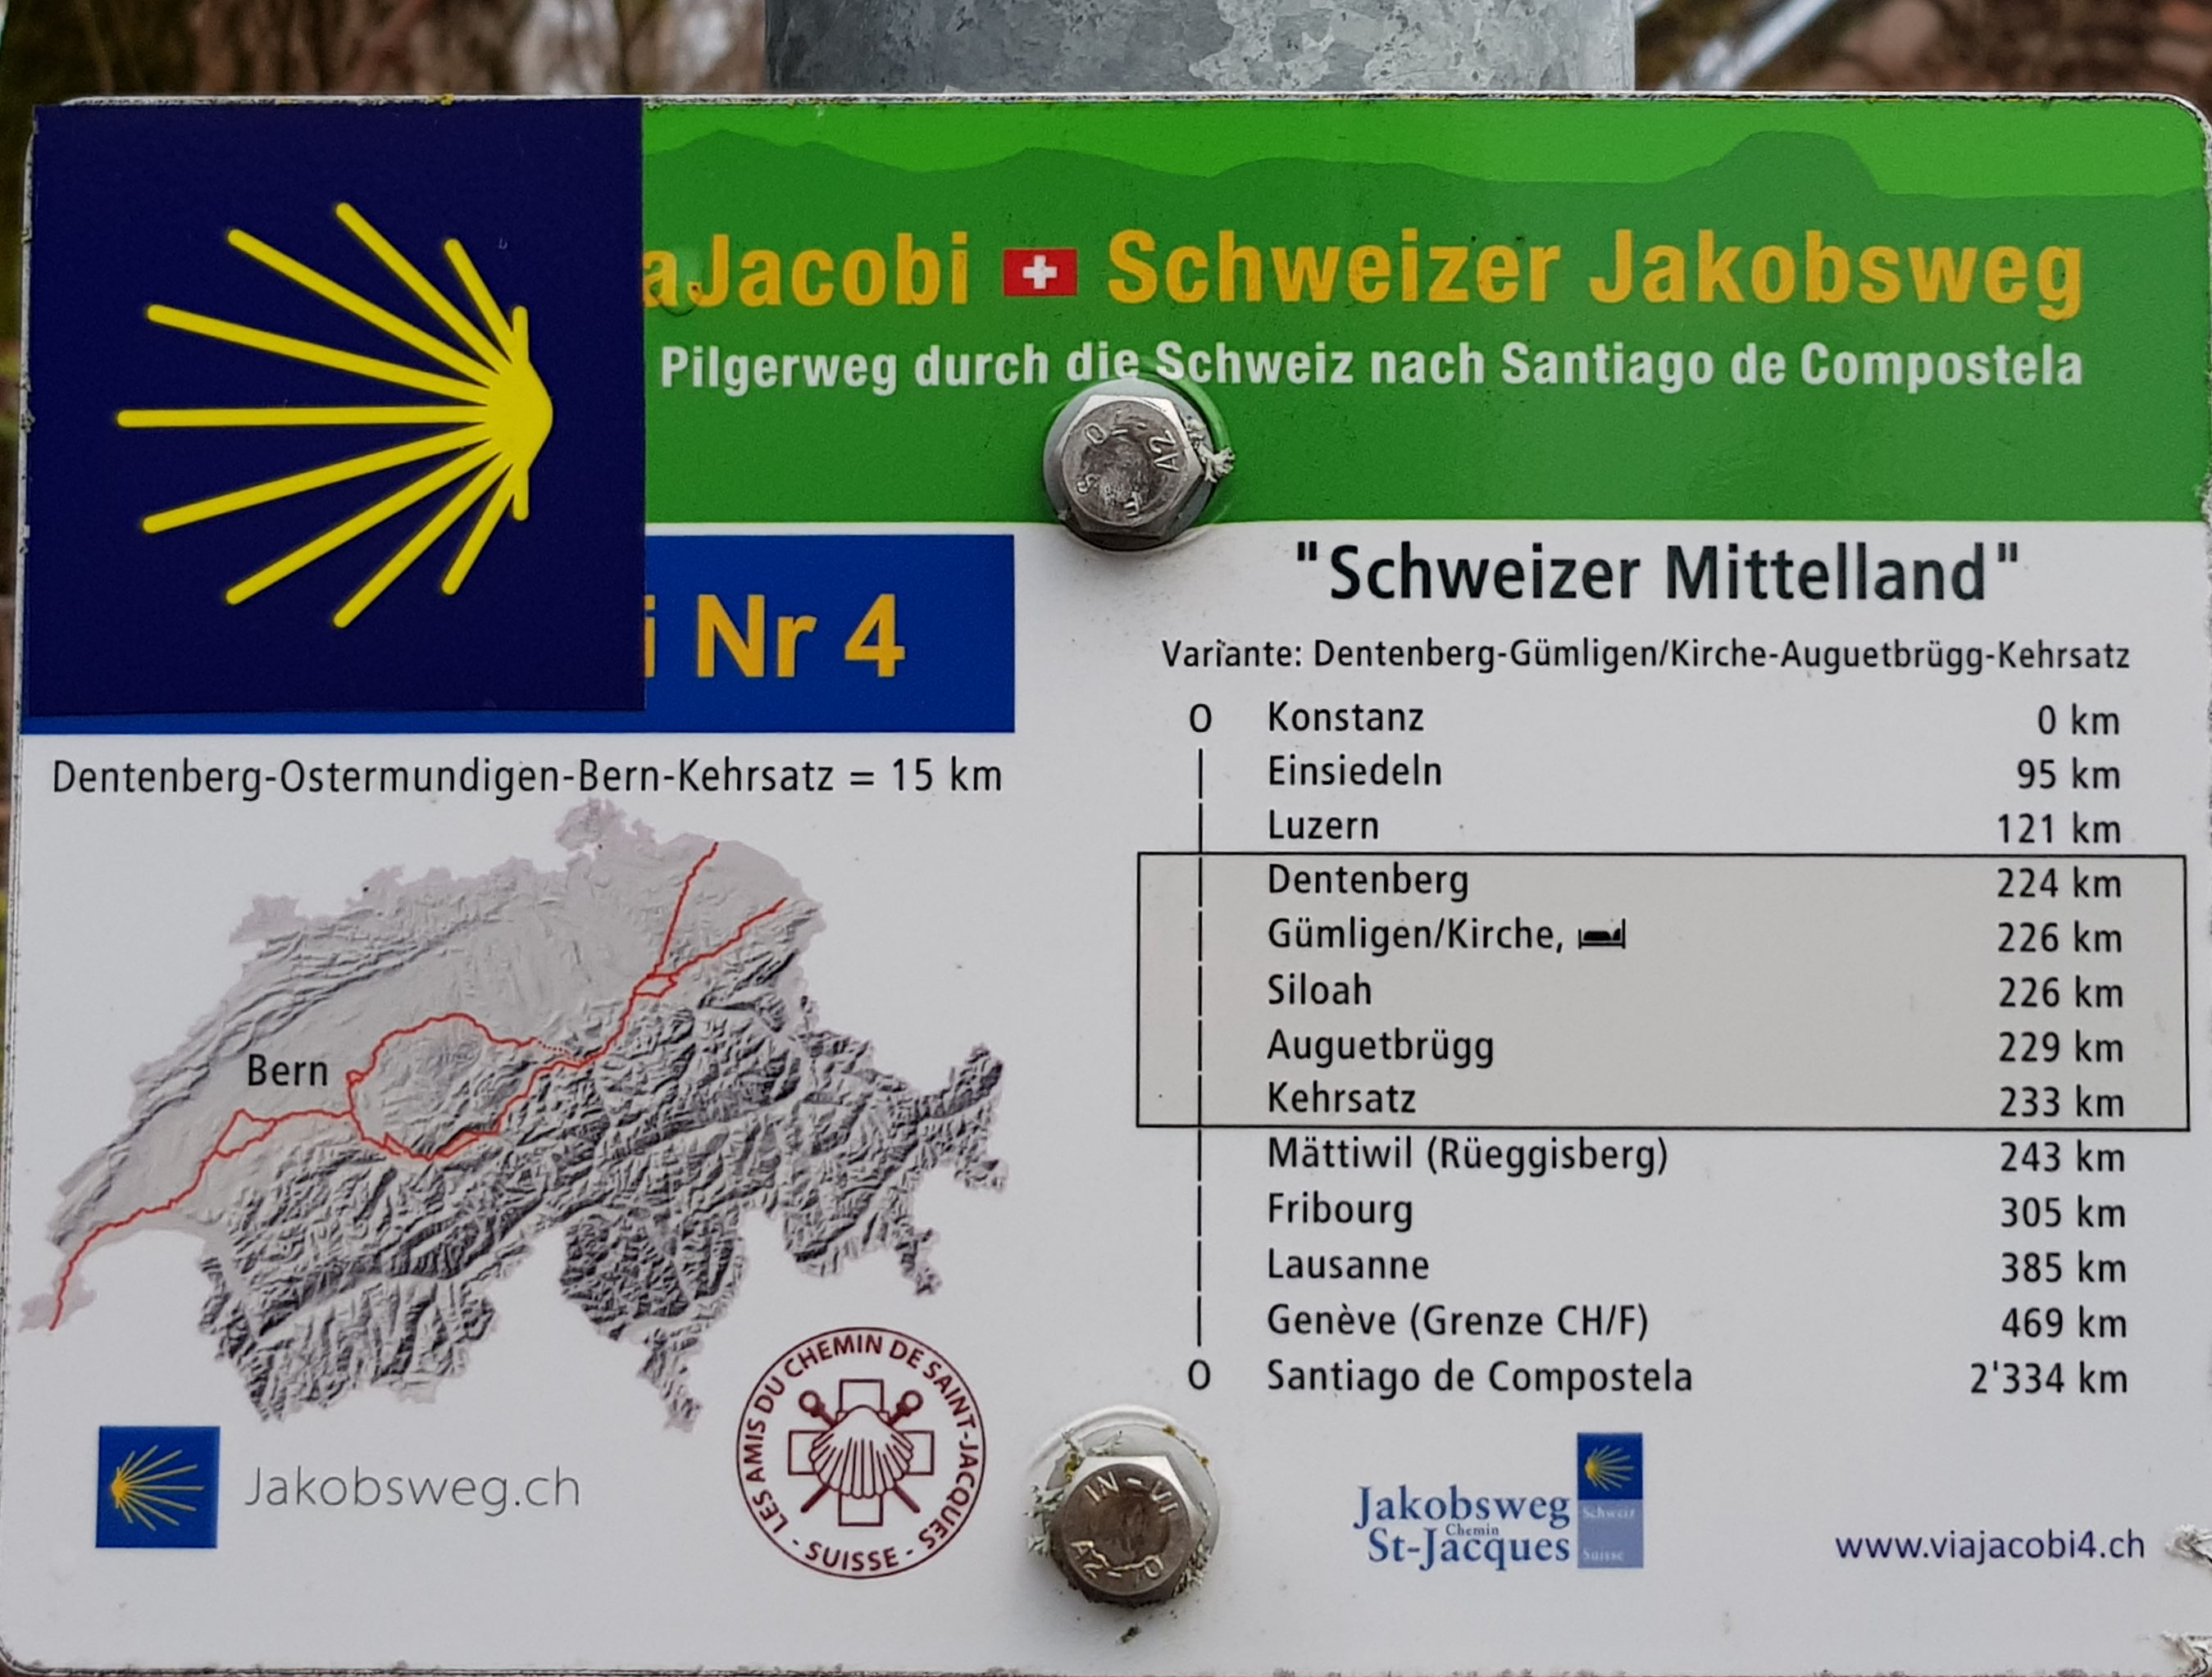 aJacobi Schweizer Jakobsweg
Pilgerweg durch die Schweiz nach Santiago de Compostela
i Nr 4
Dentenberg-Ostermundigen-Bern-Kehrsatz = 15 km
Bern
"Schweizer Mittelland"
Variante: Dentenberg-Gümligen/Kirche-Auguetbrügg-Kehrsatz
O Konstanz 0 km
Einsiedeln 95 km
Luzern 121 km
Dentenberg 224 km
Gümligen/Kirche, 226 km
Siloah 226 km
Auguetbrügg 229 km
Kehrsatz 233 km
Mättiwil (Rüeggisberg) 243 km
Fribourg 305 km
Lausanne 385 km
Genève (Grenze CH/F) 469 km
O Santiago de Compostela 2'334 km
Jakobsweg.ch
LES AMIS DU CHEMIN DE SAINT-JACQUES - SUISSE -
Jakobsweg
Chemin
St-Jacques
Schweiz
Suisse
www.viajacobi4.ch